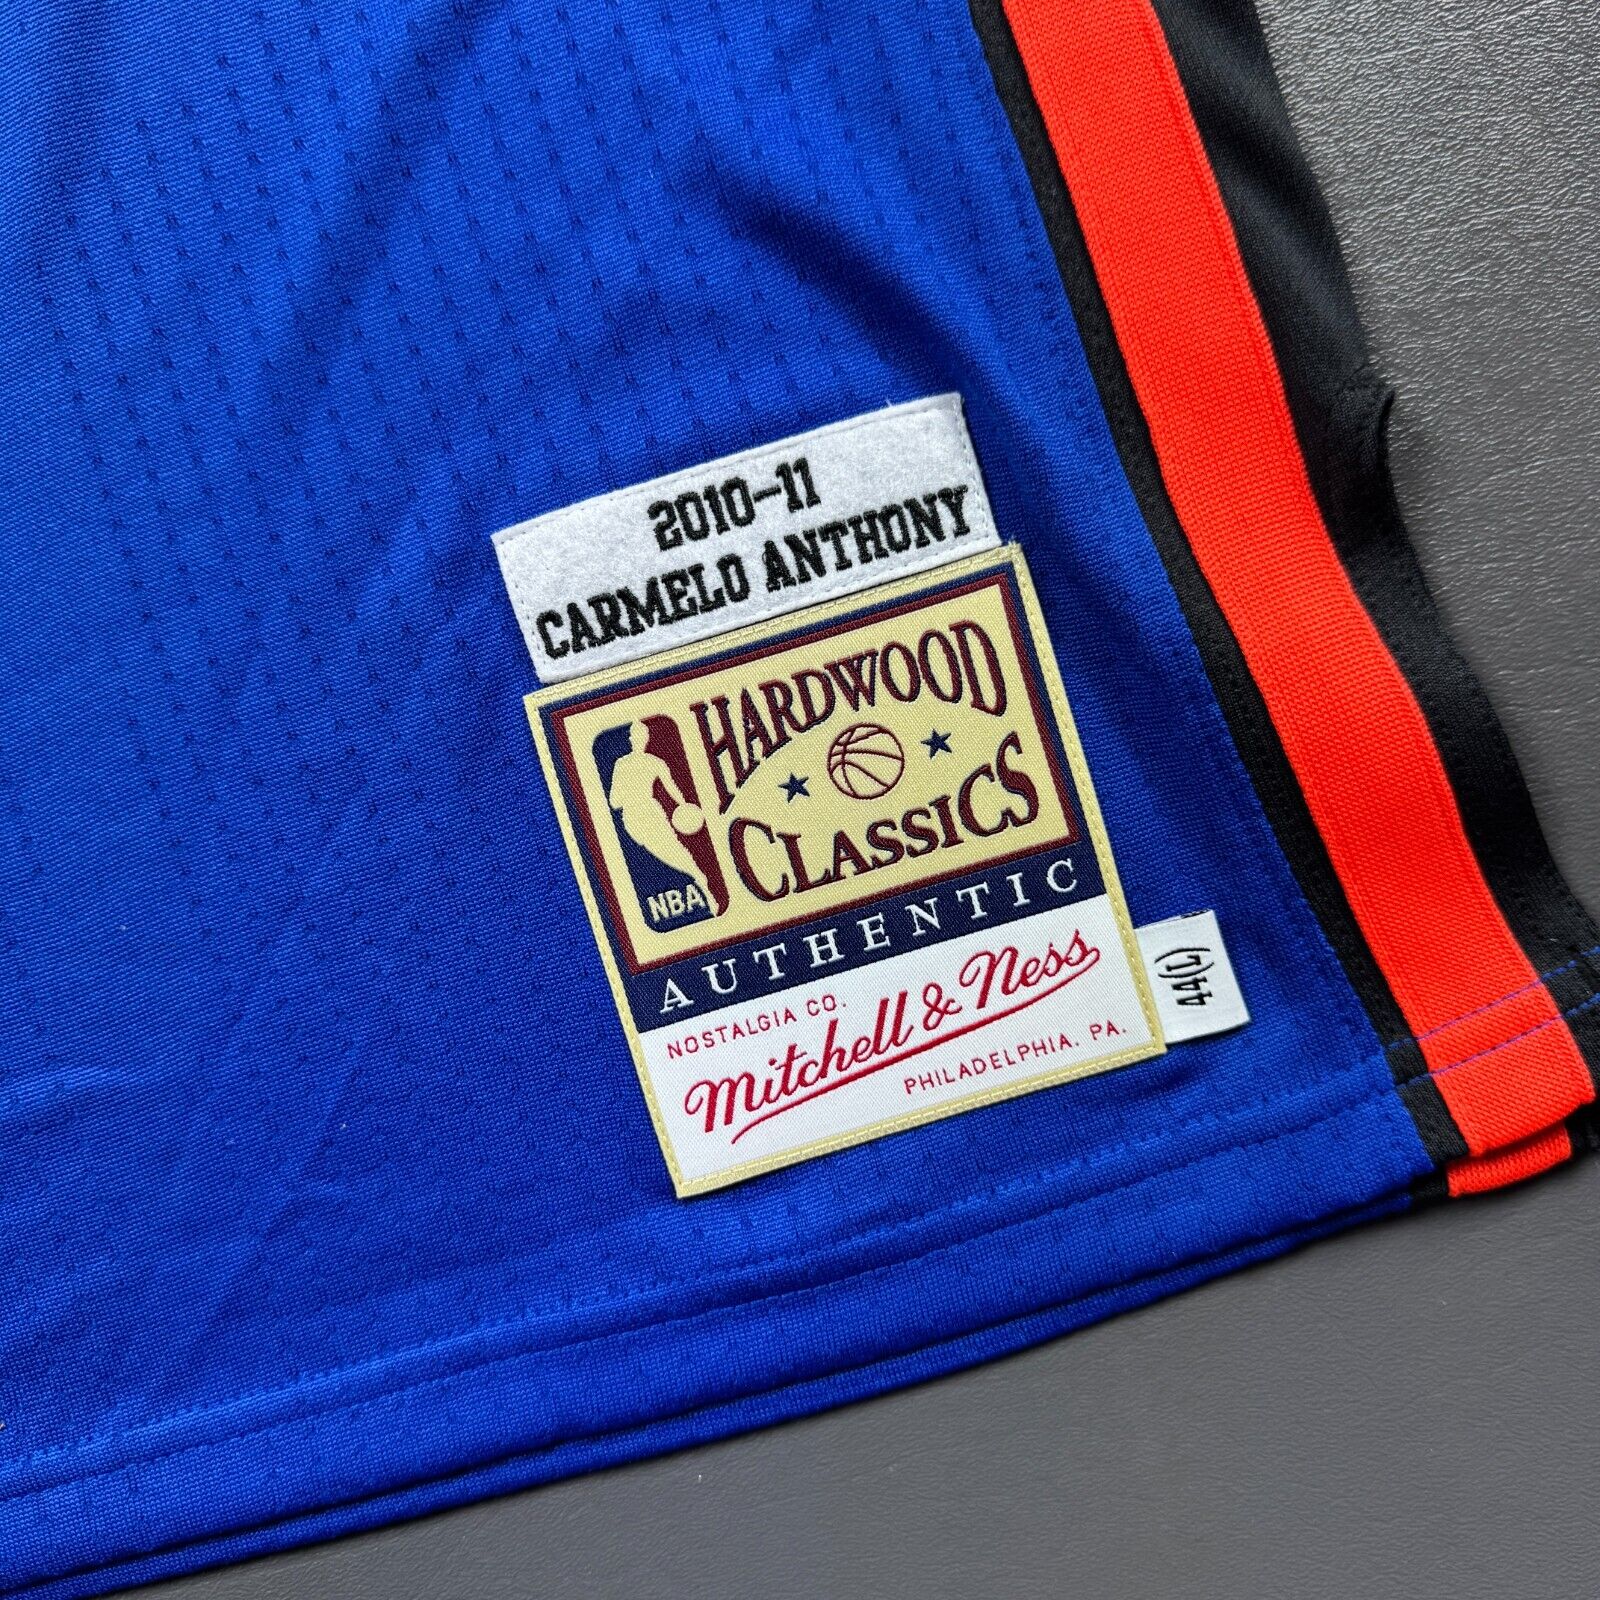 2010-11
CARMELO ANTHONY
HARDWOOD
CLASSICS
NBA
AUTHENTIC
NOSTALGIA CO.
Mitchell & Ness
PHILADELPHIA, PA.
44(L)